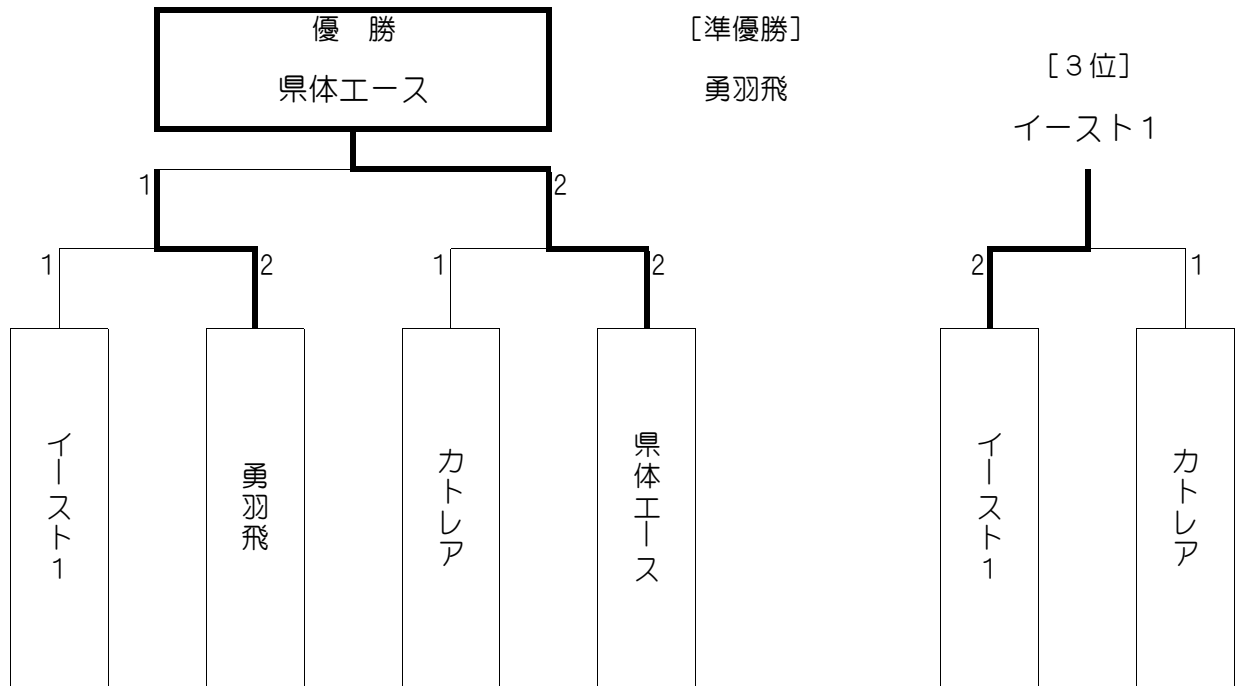 優　勝
県体エース
［準優勝］
勇羽飛
［３位］
イースト１
1
2
1
2
1
2
2
1
イースト1
勇羽飛
カトレア
県体エース
イースト1
カトレア